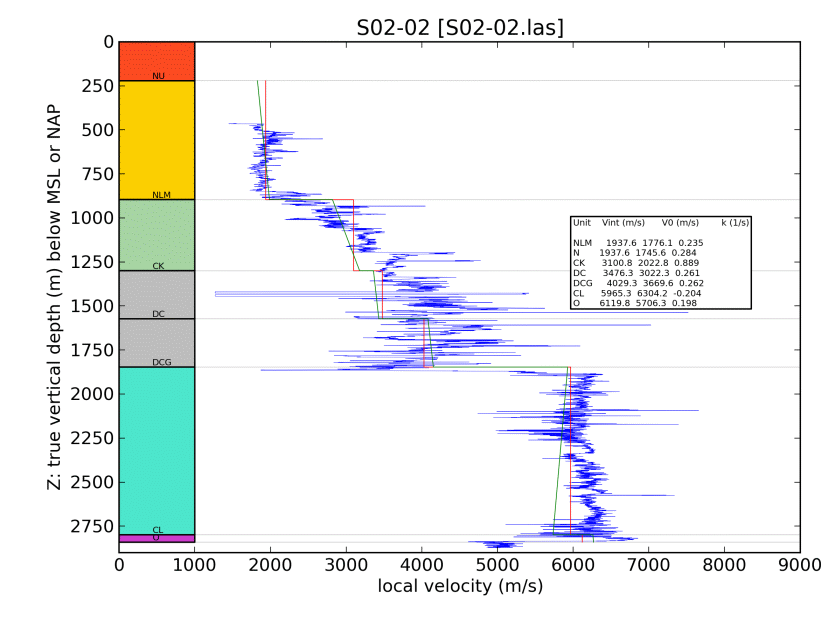 S02-02 [S02-02.las]
0
250
500
750
1000
1250
1500
1750
2000
2250
2500
2750
Z: true vertical depth (m) below MSL or NAP
NU
NLM
CK
DC
DCG
CL
O
Unit Vint (m/s) V0 (m/s) k (1/s)
NLM 1937.6 1776.1 0.235
N 1937.6 1745.6 0.284
CK 3100.8 2022.8 0.889
DC 3476.3 3022.3 0.261
DCG 4029.3 3669.6 0.262
CL 5965.3 6304.2 -0.204
O 6119.8 5706.3 0.198
0 1000 2000 3000 4000 5000 6000 7000 8000 9000
local velocity (m/s)